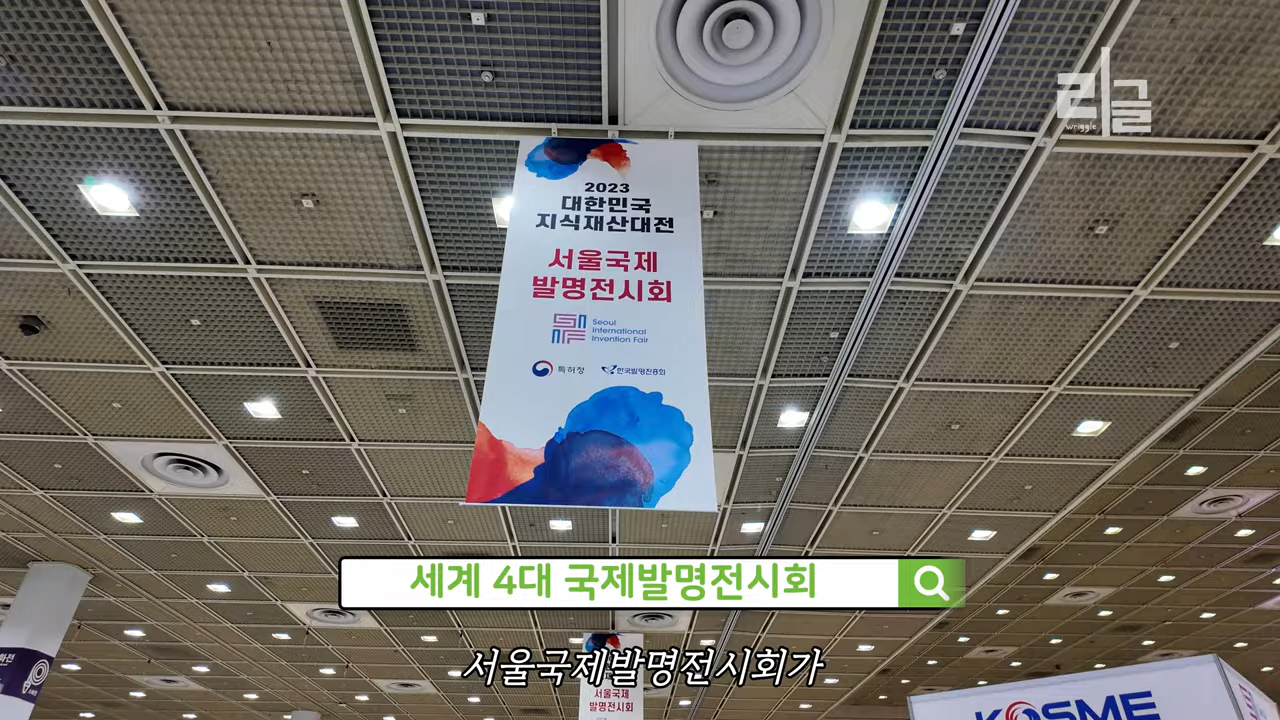 리글
wriggle
2023
대한민국
지식재산대전
서울국제
발명전시회
Seoul
International
Invention Fair
특허청
한국발명진흥회
세계 4대 국제발명전시회
서울국제발명전시회가
서울국제
발명전시회
KOSME